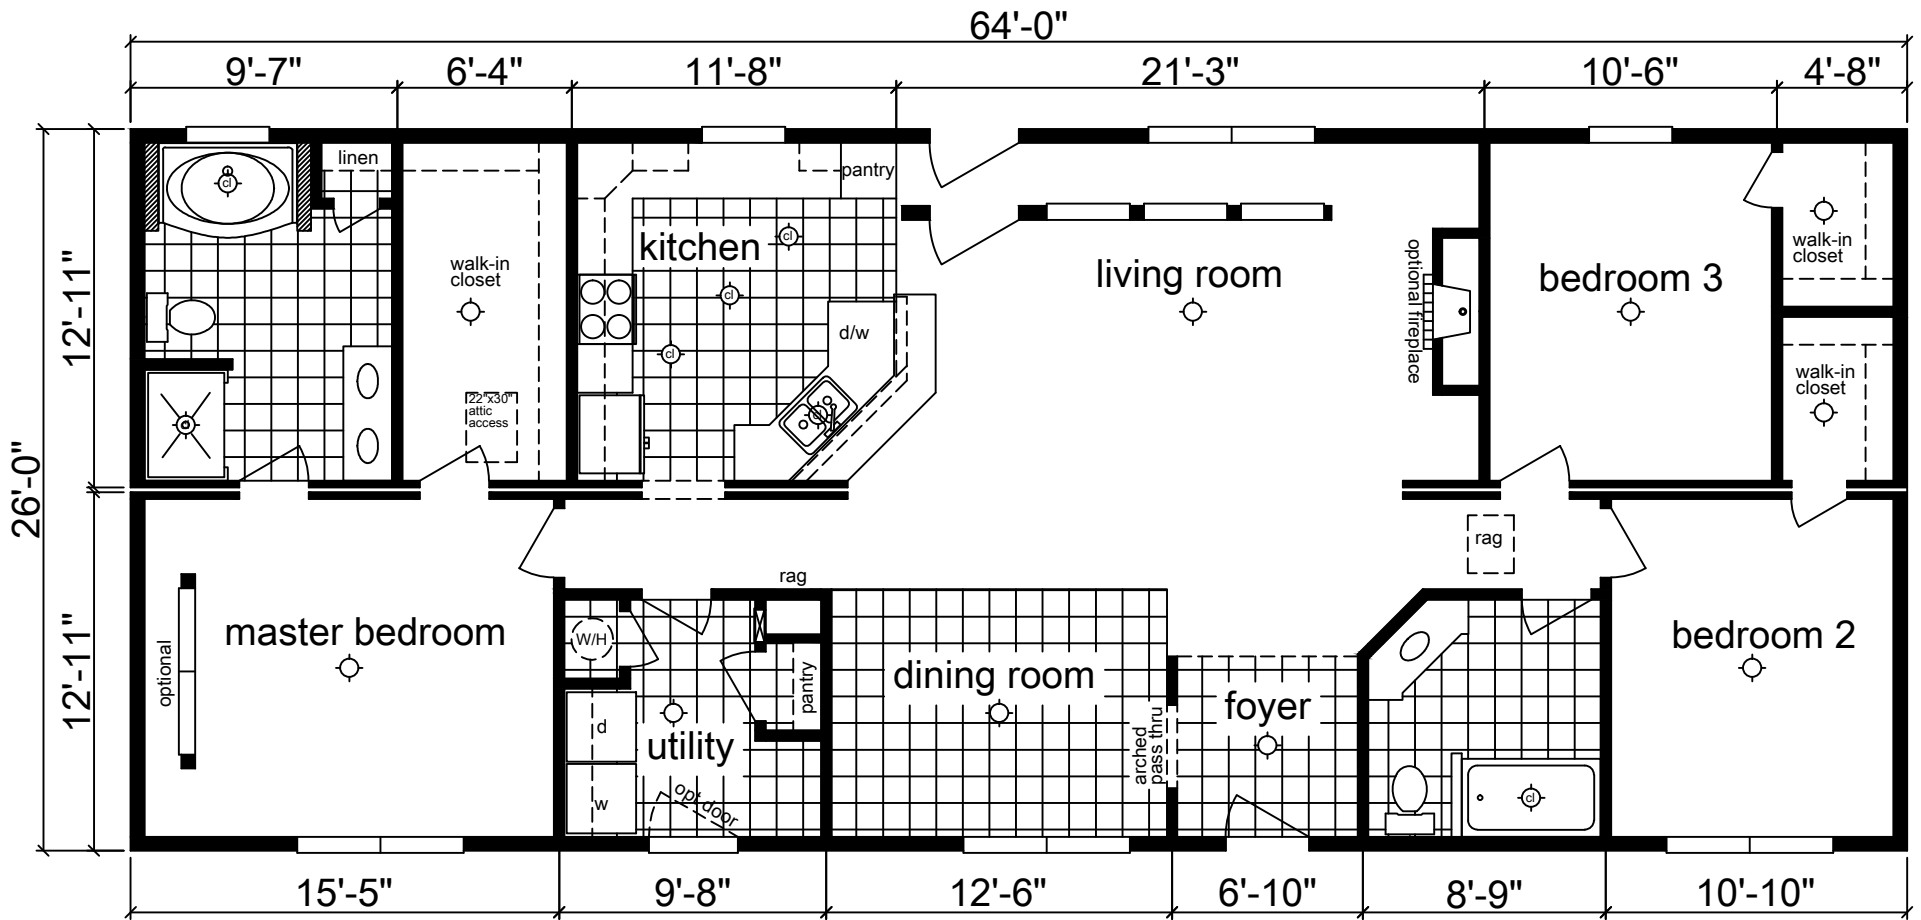 64'-0"
9'-7"
6'-4"
11'-8"
21'-3"
10'-6"
4'-8"
26'-0"
12'-11"
12'-11"
cl
linen
walk-in
closet
22"x30"
attic
access
pantry
kitchen
cl
cl
cl
d/w
cl
living room
optional fireplace
bedroom 3
walk-in
closet
walk-in
closet
rag
rag
optional
master bedroom
W/H
d
w
utility
pantry
opt door
dining room
arched
pass thru
foyer
cl
bedroom 2
15'-5"
9'-8"
12'-6"
6'-10"
8'-9"
10'-10"